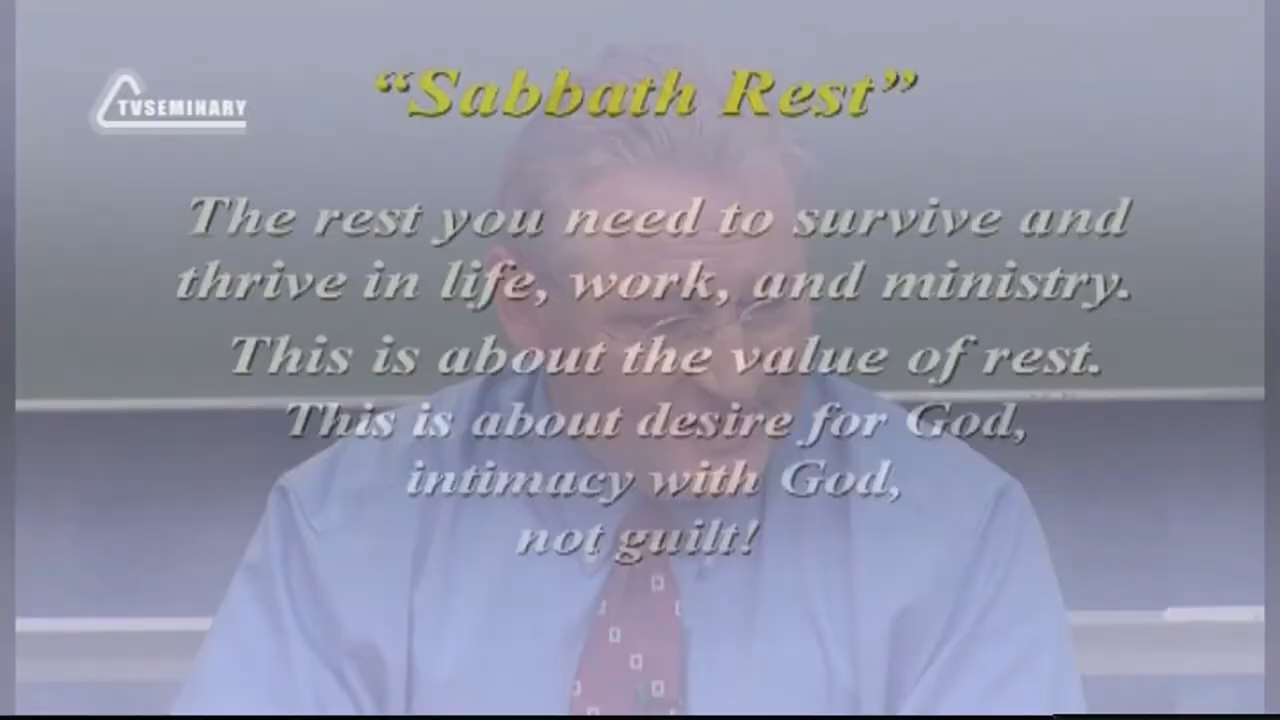 TVSEMINARY
“Sabbath Rest”
The rest you need to survive and
thrive in life, work, and ministry.
This is about the value of rest.
This is about desire for God,
intimacy with God,
not guilt!